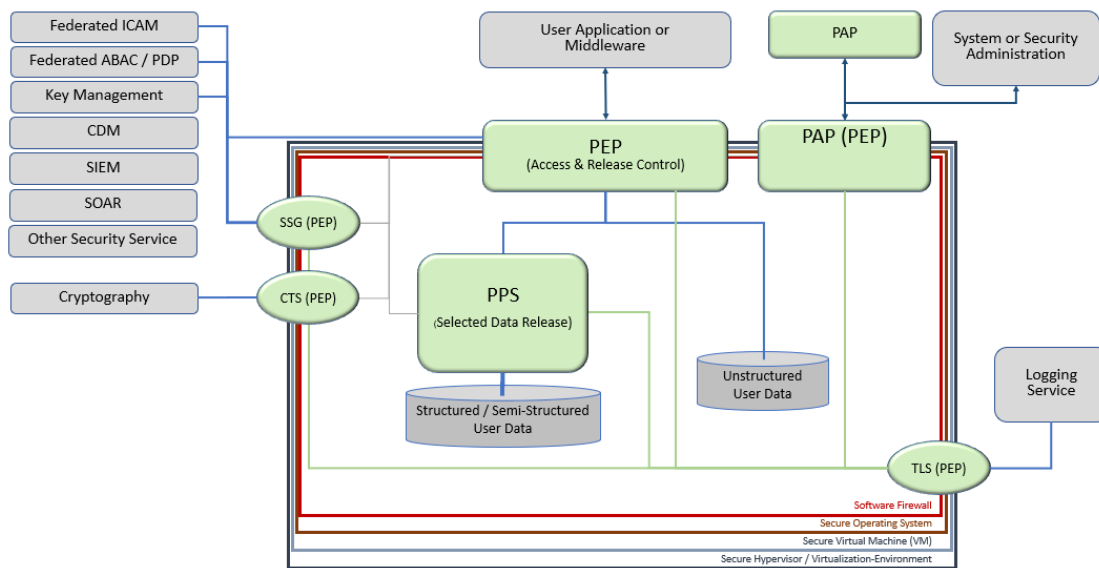 Federated ICAM
Federated ABAC / PDP
Key Management
CDM
SIEM
SOAR
Other Security Service
Cryptography
User Application or
Middleware
PAP
System or Security
Administration
PEP
(Access & Release Control)
PAP (PEP)
SSG (PEP)
CTS (PEP)
PPS
(Selected Data Release)
Structured / Semi-Structured
User Data
Unstructured
User Data
Logging
Service
TLS (PEP)
Software Firewall
Secure Operating System
Secure Virtual Machine (VM)
Secure Hypervisor / Virtualization-Environment